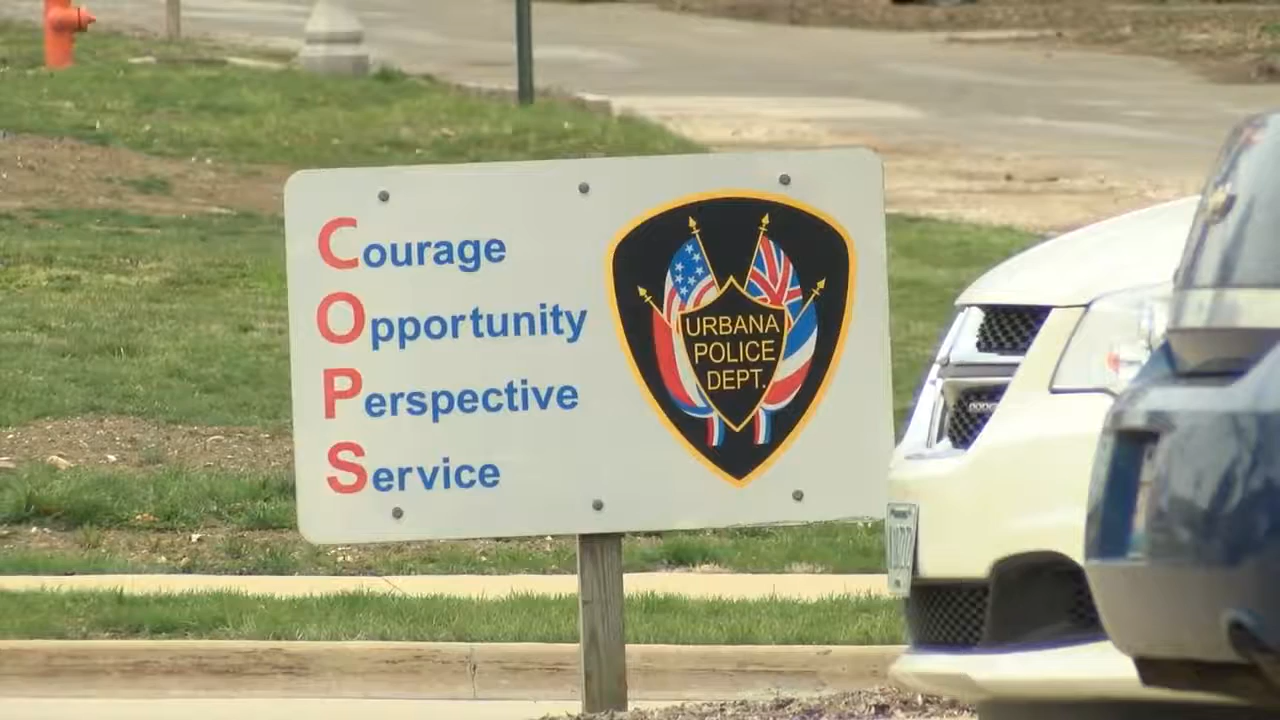 Courage
Opportunity
Perspective
Service
URBANA
POLICE
DEPT.